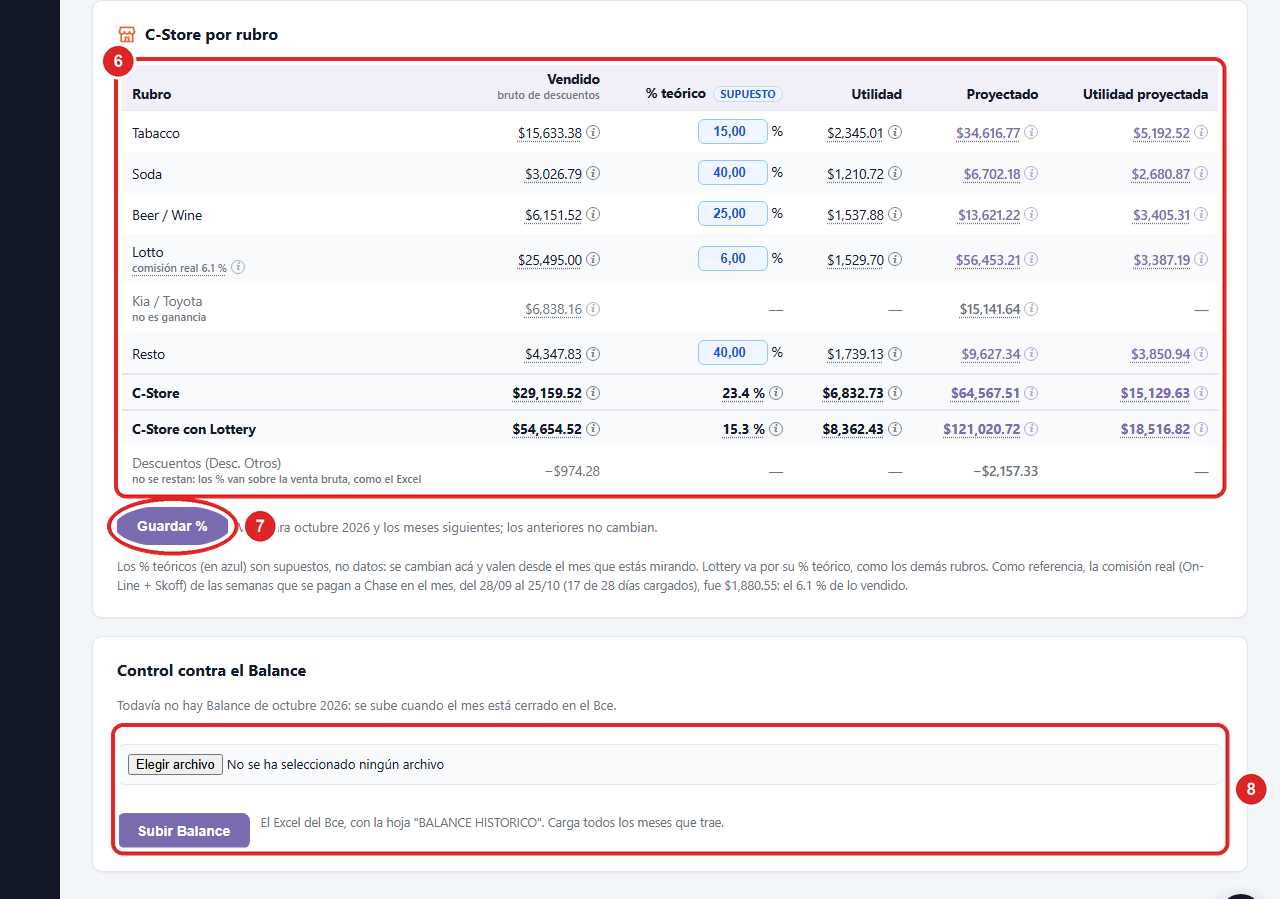 C-Store por rubro
6
Rubro Vendido bruto de descuentos % teórico SUPUESTO Utilidad Proyectado Utilidad proyectada
Tabacco $15,633.38 15,00 % $2,345.01 $34,616.77 $5,192.52
Soda $3,026.79 40,00 % $1,210.72 $6,702.18 $2,680.87
Beer / Wine $6,151.52 25,00 % $1,537.88 $13,621.22 $3,405.31
Lotto $25,495.00 6,00 % $1,529.70 $56,453.21 $3,387.19
comisión real 6.1 %
Kia / Toyota $6,838.16 — — $15,141.64 —
no es ganancia
Resto $4,347.83 40,00 % $1,739.13 $9,627.34 $3,850.94
C-Store $29,159.52 23.4 % $6,832.73 $64,567.51 $15,129.63
C-Store con Lottery $54,654.52 15.3 % $8,362.43 $121,020.72 $18,516.82
Descuentos (Desc. Otros) −$974.28 — — −$2,157.33 —
no se restan: los % van sobre la venta bruta, como el Excel
Guardar % 7 octubre 2026 y los meses siguientes; los anteriores no cambian.
Los % teóricos (en azul) son supuestos, no datos: se cambian acá y valen desde el mes que estás mirando. Lottery va por su % teórico, como los demás rubros. Como referencia, la comisión real (On-
Line + Skoff) de las semanas que se pagan a Chase en el mes, del 28/09 al 25/10 (17 de 28 días cargados), fue $1,880.55: el 6.1 % de lo vendido.
Control contra el Balance
Todavía no hay Balance de octubre 2026: se sube cuando el mes está cerrado en el Bce.
Elegir archivo No se ha seleccionado ningún archivo
8
Subir Balance El Excel del Bce, con la hoja "BALANCE HISTORICO". Carga todos los meses que trae.